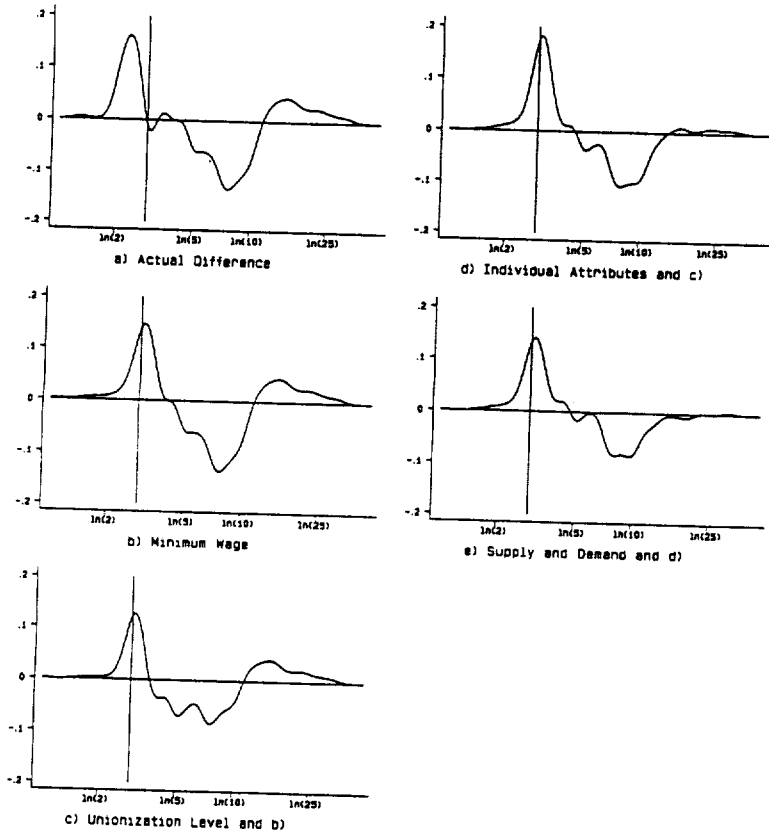 .2
.1
0
-.1
-.2
ln(2) ln(5) ln(10) ln(25)
a) Actual Difference
.2
.1
0
-.1
-.2
ln(2) ln(5) ln(10) ln(25)
d) Individual Attributes and c)
.2
.1
0
-.1
-.2
ln(2) ln(5) ln(10) ln(25)
b) Minimum Wage
.2
.1
0
-.1
-.2
ln(2) ln(5) ln(10) ln(25)
e) Supply and Demand and d)
.2
.1
0
-.1
-.2
ln(2) ln(5) ln(10) ln(25)
c) Unionization Level and b)